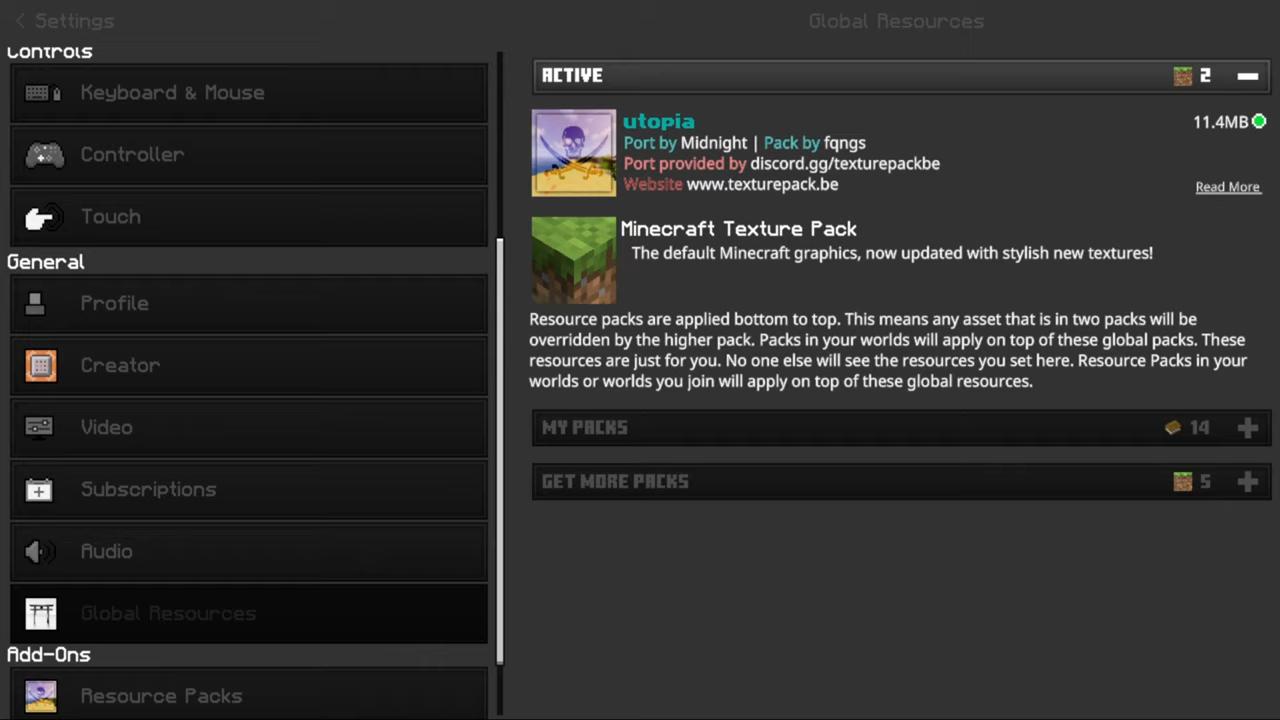 Settings
Global Resources
Controls
Keyboard & Mouse
Controller
Touch
General
Profile
Creator
Video
Subscriptions
Audio
Global Resources
Add-Ons
Resource Packs
ACTIVE 2
utopia 11.4MB
Port by Midnight | Pack by fqngs
Port provided by discord.gg/texturepackbe
Website www.texturepack.be
Read More
Minecraft Texture Pack
The default Minecraft graphics, now updated with stylish new textures!
Resource packs are applied bottom to top. This means any asset that is in two packs will be
overridden by the higher pack. Packs in your worlds will apply on top of these global packs. These
resources are just for you. No one else will see the resources you set here. Resource Packs in your
worlds or worlds you join will apply on top of these global resources.
MY PACKS 14
GET MORE PACKS 5